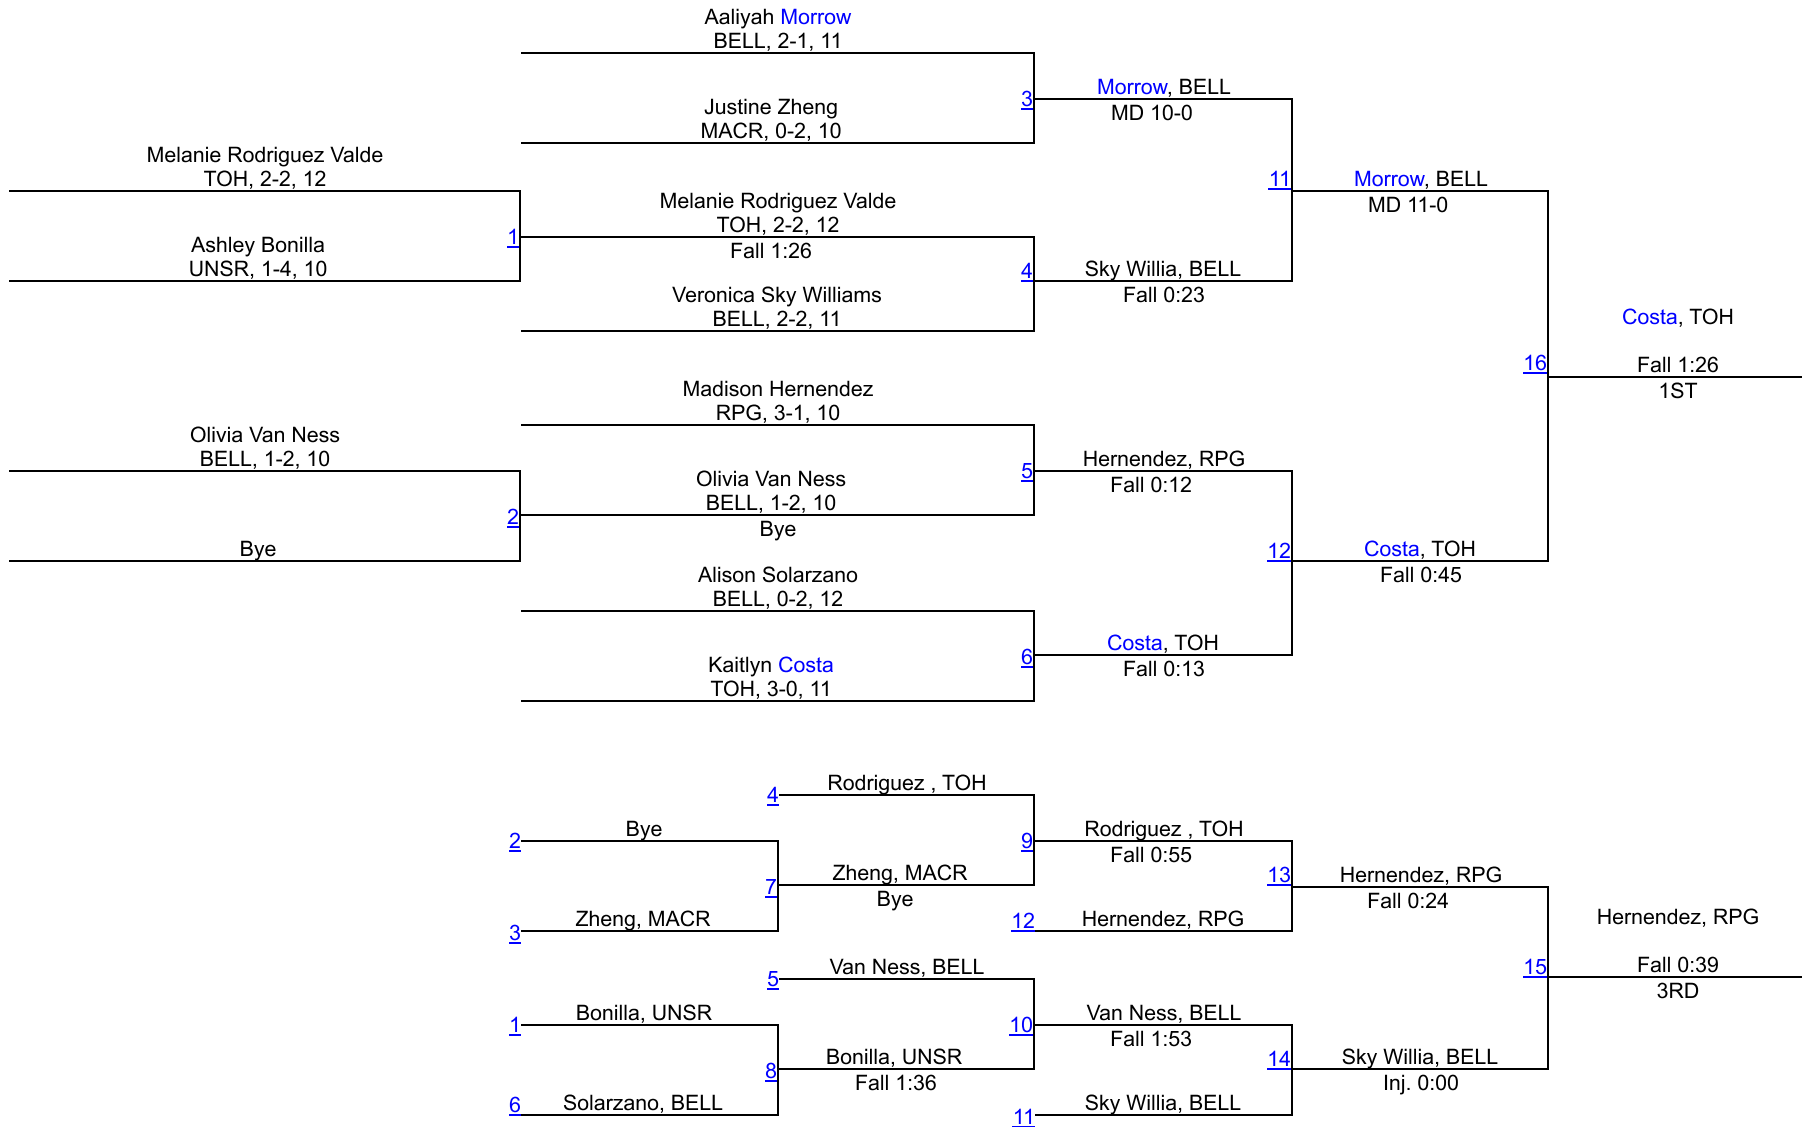 Aaliyah Morrow
BELL, 2-1, 11
3
Morrow, BELL
MD 10-0
Justine Zheng
MACR, 0-2, 10
Melanie Rodriguez Valde
TOH, 2-2, 12
1
Ashley Bonilla
UNSR, 1-4, 10
Melanie Rodriguez Valde
TOH, 2-2, 12
Fall 1:26
4
Sky Willia, BELL
Fall 0:23
Veronica Sky Williams
BELL, 2-2, 11
11
Morrow, BELL
MD 11-0
Madison Hernendez
RPG, 3-1, 10
5
Hernendez, RPG
Fall 0:12
Olivia Van Ness
BELL, 1-2, 10
2
Bye
Olivia Van Ness
BELL, 1-2, 10
Bye
Alison Solarzano
BELL, 0-2, 12
6
Costa, TOH
Fall 0:13
Kaitlyn Costa
TOH, 3-0, 11
12
Costa, TOH
Fall 0:45
16
Costa, TOH
Fall 1:26
1ST
4
Rodriguez , TOH
2
Bye
7
Zheng, MACR
Bye
3
Zheng, MACR
9
Rodriguez , TOH
Fall 0:55
12
Hernendez, RPG
13
Hernendez, RPG
Fall 0:24
5
Van Ness, BELL
1
Bonilla, UNSR
8
Bonilla, UNSR
Fall 1:36
6
Solarzano, BELL
10
Van Ness, BELL
Fall 1:53
11
Sky Willia, BELL
14
Sky Willia, BELL
Inj. 0:00
15
Hernendez, RPG
Fall 0:39
3RD